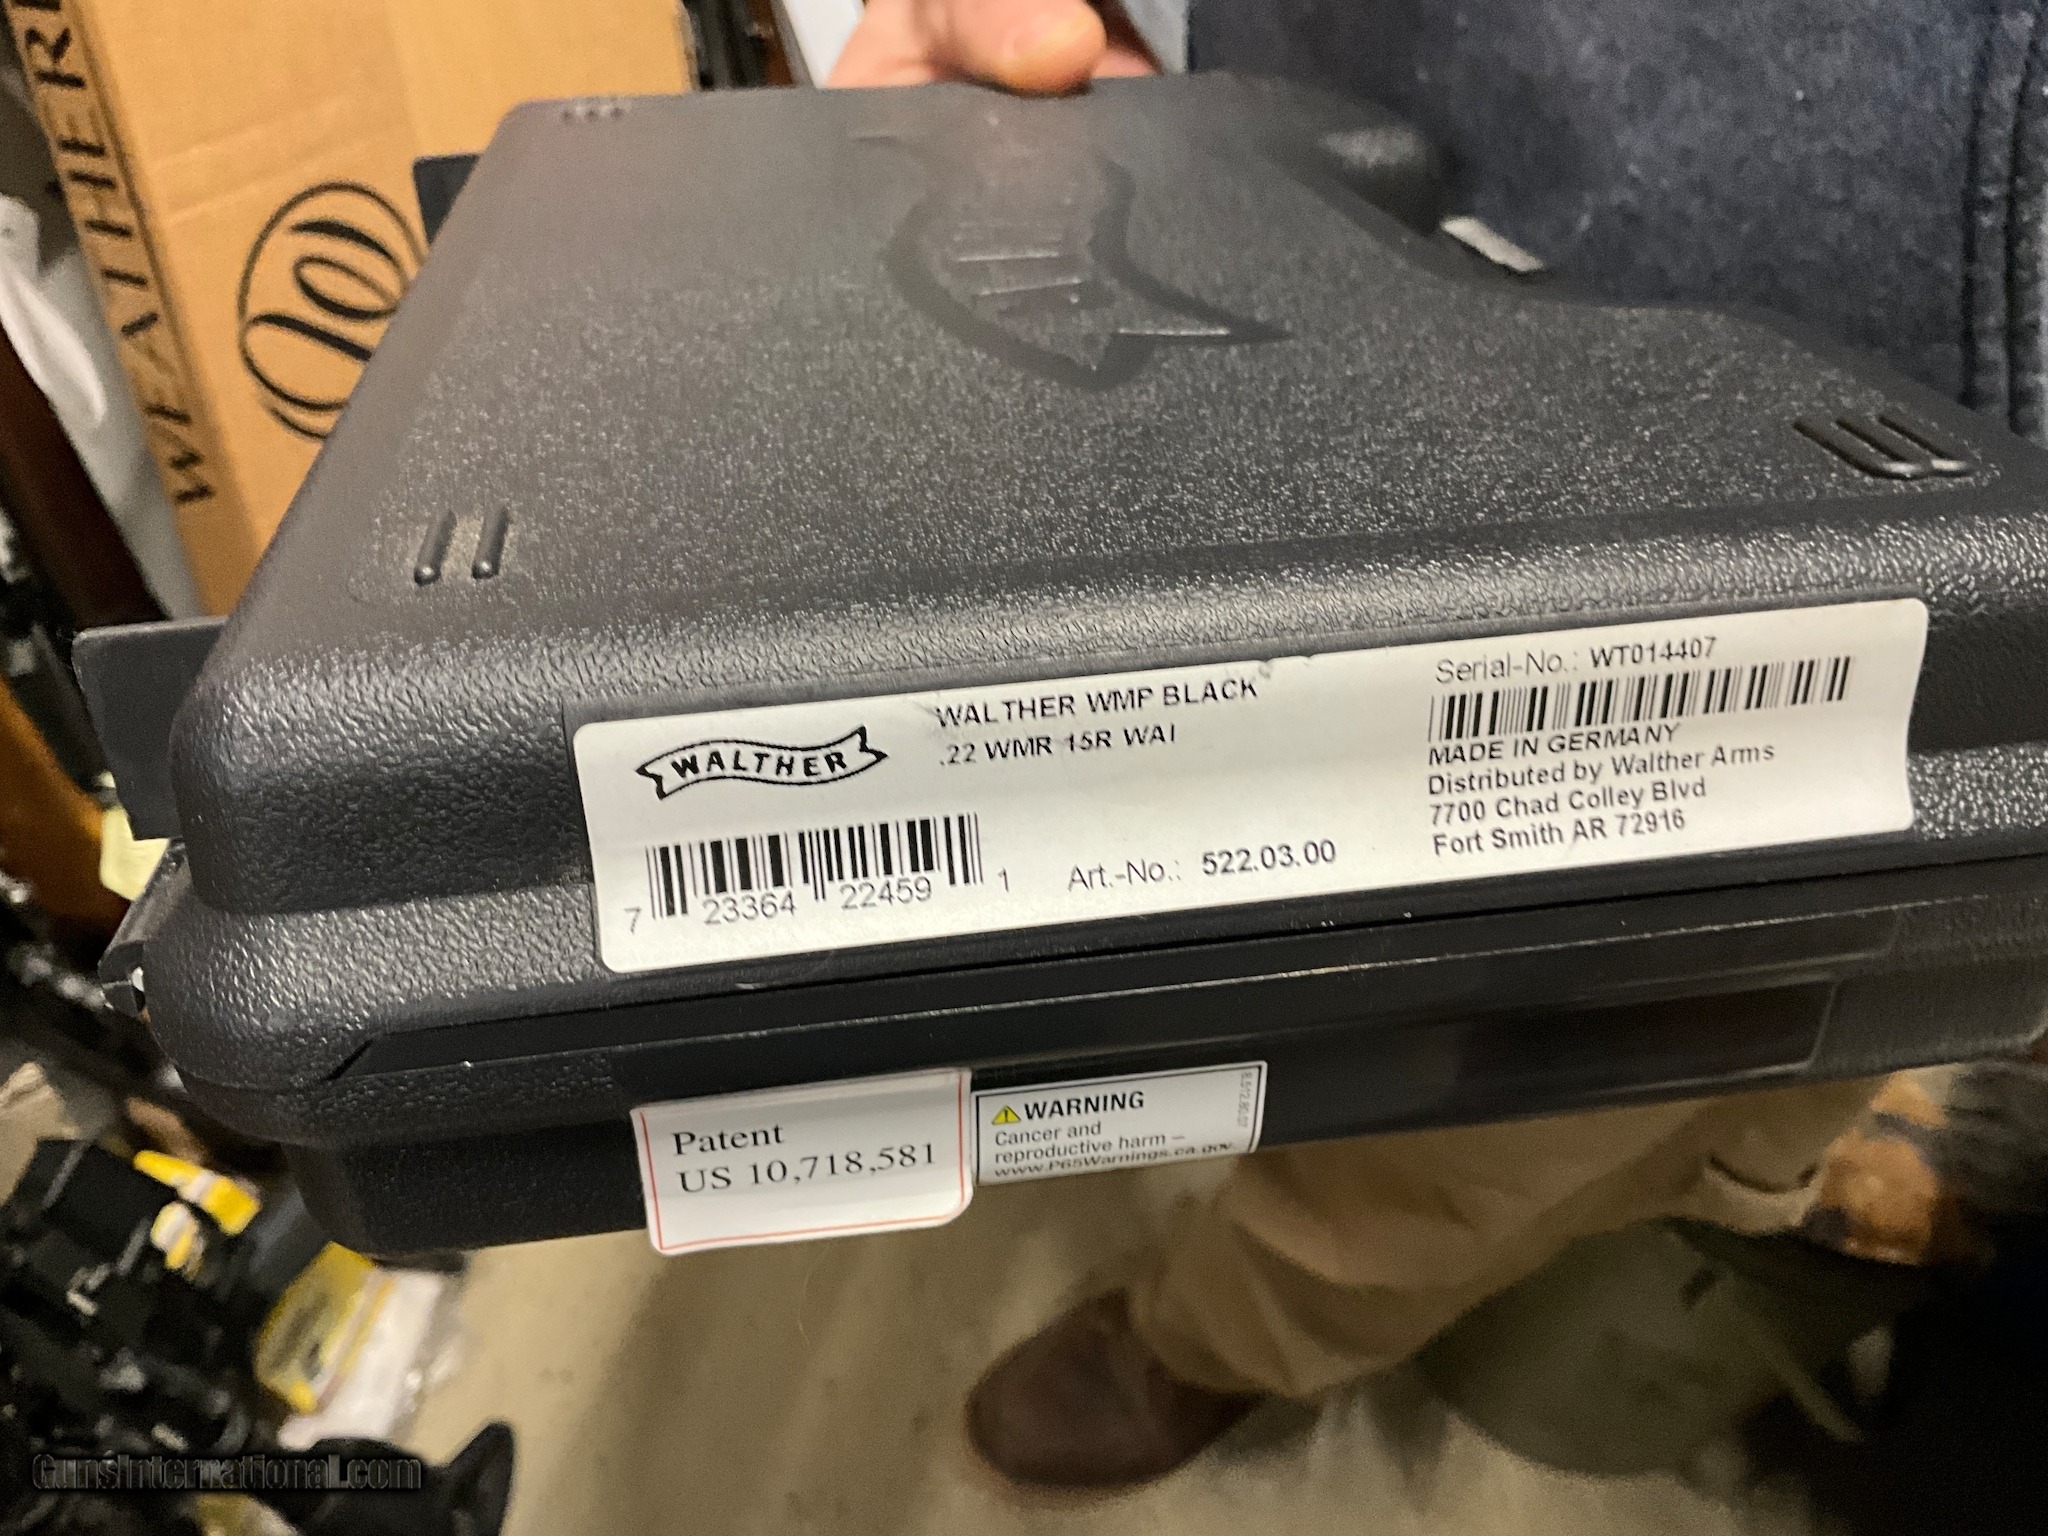 WEATHERBY
WALTHER
WALTHER WMP BLACK
.22 WMR 15R WAI
7 23364 22459 1
Art.-No.: 522.03.00
Serial-No.: WT014407
MADE IN GERMANY
Distributed by Walther Arms
7700 Chad Colley Blvd
Fort Smith AR 72916
Patent
US 10,718,581
WARNING
Cancer and
reproductive harm –
www.P65Warnings.ca.gov.
GunsInternational.com